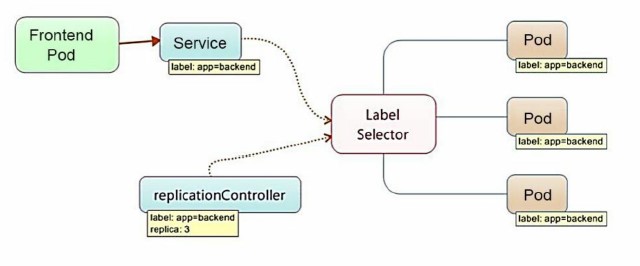 Frontend
Pod
Service
label: app=backend
replicationController
label: app=backend
replica: 3
Label
Selector
Pod
label: app=backend
Pod
label: app=backend
Pod
label: app=backend